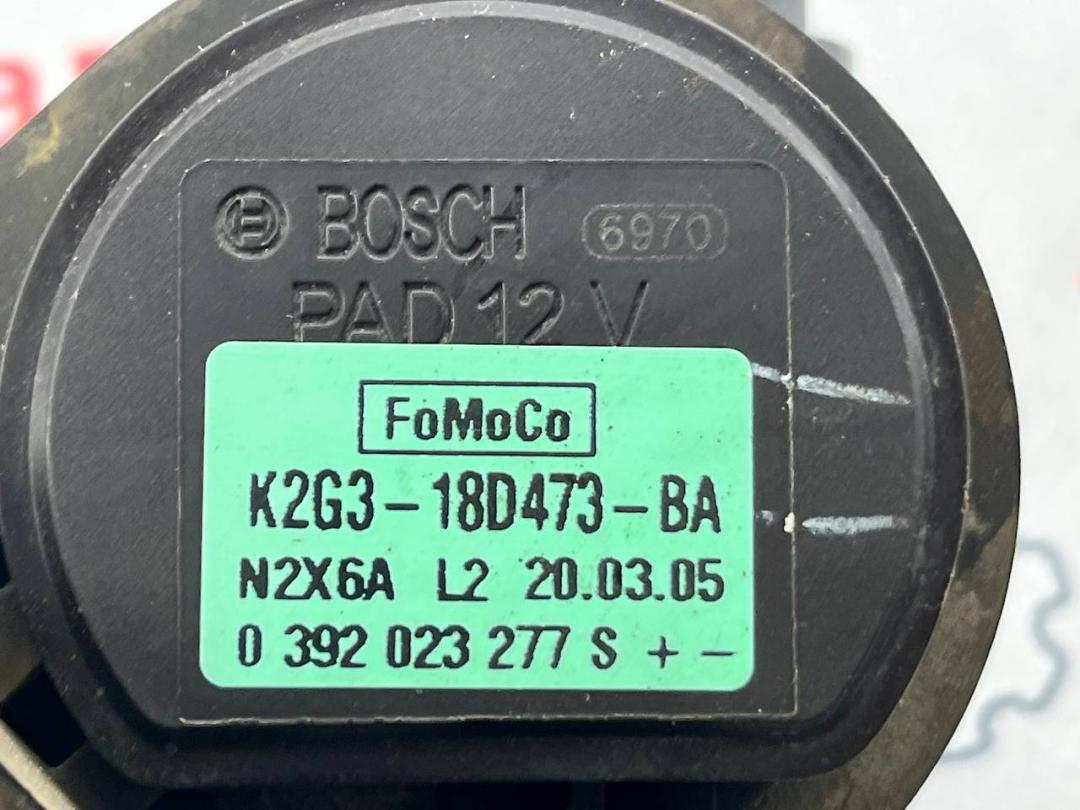 BOSCH 6970
PAD 12 V
FoMoCo
K2G3-18D473-BA
N2X6A L2 20.03.05
0 392 023 277 S + -